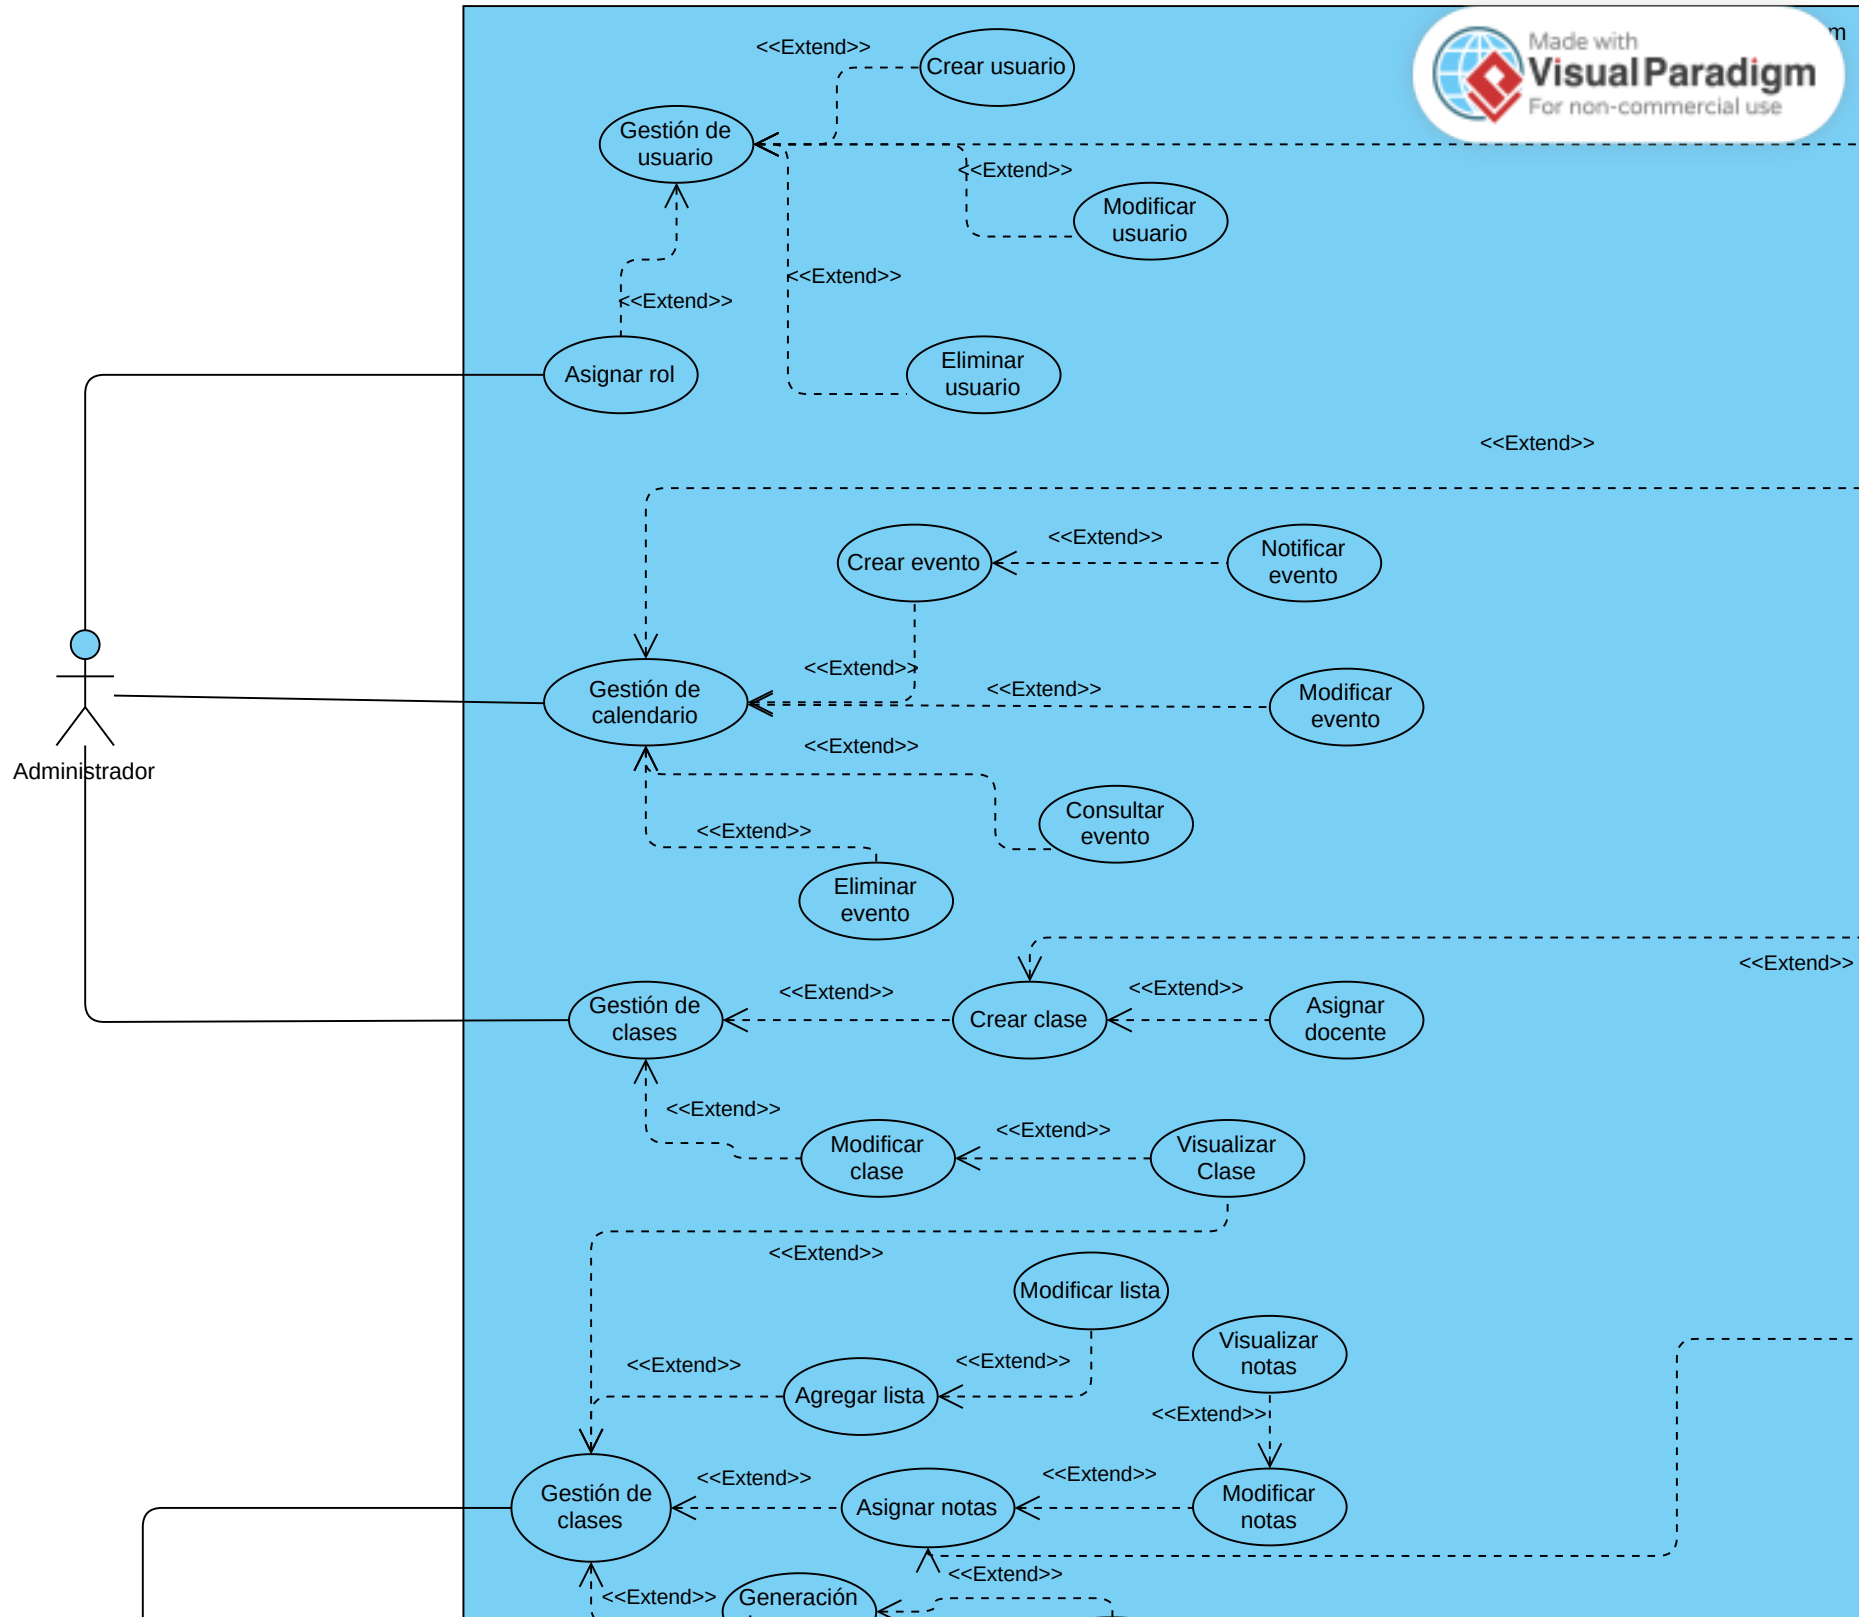 m
Made with
Visual Paradigm
For non-commercial use
<<Extend>>
Crear usuario
Gestión de
usuario
<<Extend>>
Modificar
usuario
<<Extend>>
<<Extend>>
Asignar rol
Eliminar
usuario
<<Extend>>
Crear evento
<<Extend>>
Notificar
evento
<<Extend>>
Gestión de
calendario
<<Extend>>
Modificar
evento
Administrador
<<Extend>>
Consultar
evento
<<Extend>>
Eliminar
evento
<<Extend>>
Gestión de
clases
<<Extend>>
Crear clase
<<Extend>>
Asignar
docente
<<Extend>>
Modificar
clase
<<Extend>>
Visualizar
Clase
<<Extend>>
Modificar lista
<<Extend>>
Agregar lista
<<Extend>>
Visualizar
notas
<<Extend>>
Gestión de
clases
<<Extend>>
Asignar notas
<<Extend>>
Modificar
notas
<<Extend>>
<<Extend>>
Generación